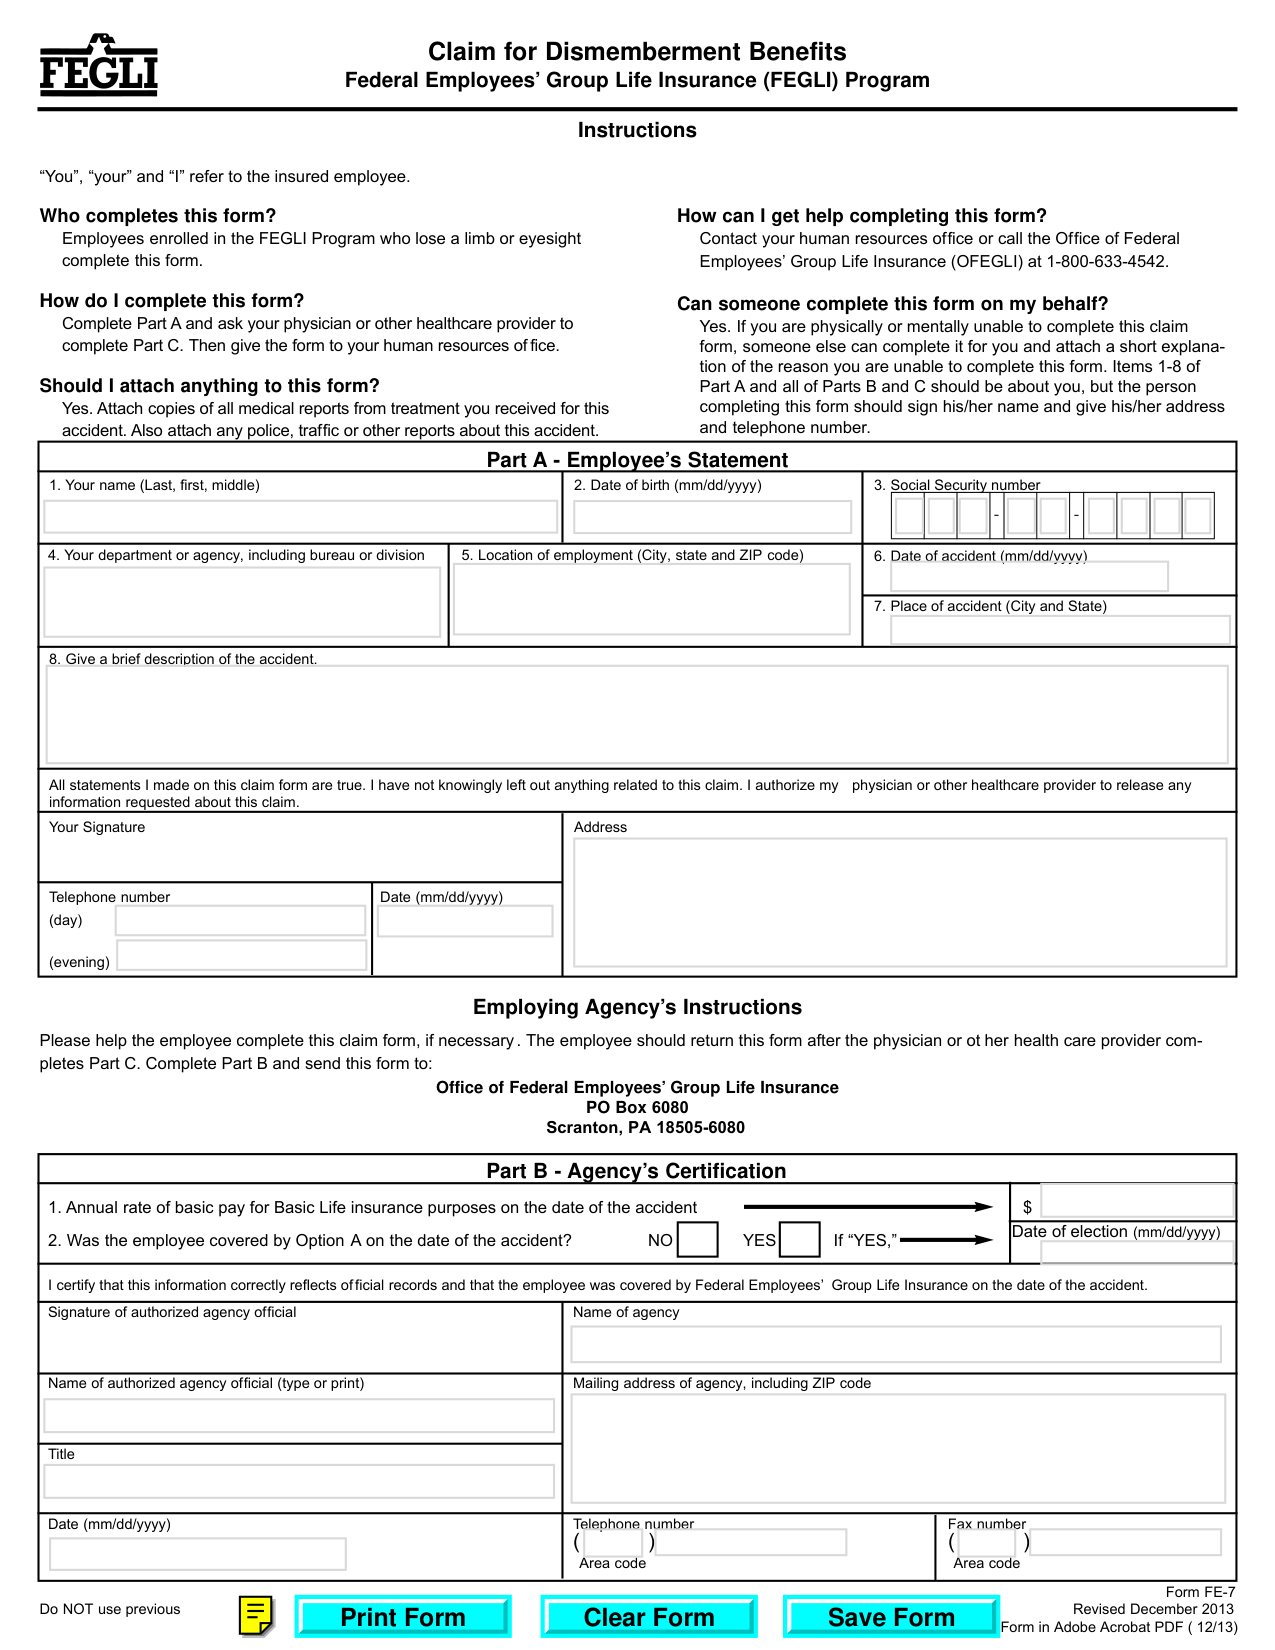 FEGLI
Claim for Dismemberment Benefits
Federal Employees’ Group Life Insurance (FEGLI) Program
Instructions
“You”, “your” and “I” refer to the insured employee.
Who completes this form?
Employees enrolled in the FEGLI Program who lose a limb or eyesight
complete this form.
How do I complete this form?
Complete Part A and ask your physician or other healthcare provider to
complete Part C. Then give the form to your human resources office.
Should I attach anything to this form?
Yes. Attach copies of all medical reports from treatment you received for this
accident. Also attach any police, traffic or other reports about this accident.
How can I get help completing this form?
Contact your human resources office or call the Office of Federal
Employees’ Group Life Insurance (OFEGLI) at 1-800-633-4542.
Can someone complete this form on my behalf?
Yes. If you are physically or mentally unable to complete this claim
form, someone else can complete it for you and attach a short explana-
tion of the reason you are unable to complete this form. Items 1-8 of
Part A and all of Parts B and C should be about you, but the person
completing this form should sign his/her name and give his/her address
and telephone number.
Part A - Employee’s Statement
1. Your name (Last, first, middle)
2. Date of birth (mm/dd/yyyy)
3. Social Security number
- -
4. Your department or agency, including bureau or division
5. Location of employment (City, state and ZIP code)
6. Date of accident (mm/dd/yyyy)
7. Place of accident (City and State)
8. Give a brief description of the accident.
All statements I made on this claim form are true. I have not knowingly left out anything related to this claim. I authorize my physician or other healthcare provider to release any
information requested about this claim.
Your Signature
Address
Telephone number
(day)
(evening)
Date (mm/dd/yyyy)
Employing Agency’s Instructions
Please help the employee complete this claim form, if necessary. The employee should return this form after the physician or ot her health care provider com-
pletes Part C. Complete Part B and send this form to:
Office of Federal Employees’ Group Life Insurance
PO Box 6080
Scranton, PA 18505-6080
Part B - Agency’s Certification
1. Annual rate of basic pay for Basic Life insurance purposes on the date of the accident
$
2. Was the employee covered by Option A on the date of the accident? NO YES If “YES,”
Date of election (mm/dd/yyyy)
I certify that this information correctly reflects official records and that the employee was covered by Federal Employees’ Group Life Insurance on the date of the accident.
Signature of authorized agency official
Name of agency
Name of authorized agency official (type or print)
Mailing address of agency, including ZIP code
Title
Date (mm/dd/yyyy)
Telephone number
( )
Area code
Fax number
( )
Area code
Do NOT use previous
Print Form
Clear Form
Save Form
Form FE-7
Revised December 2013
Form in Adobe Acrobat PDF ( 12/13)